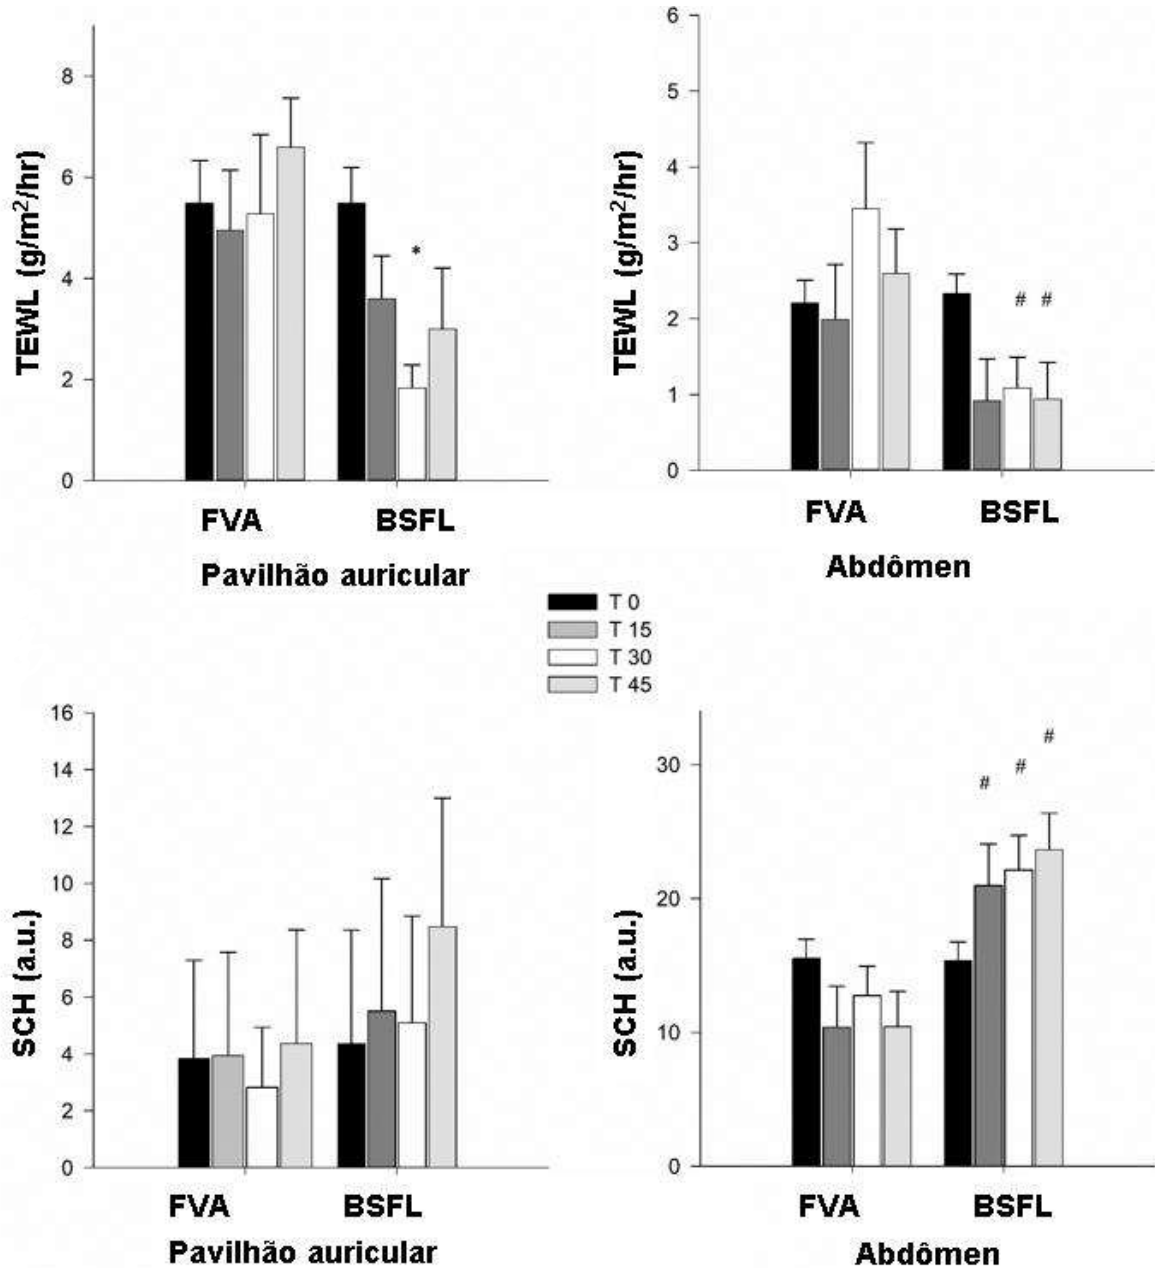 8
6
4
2
0
TEWL (g/m²/hr)
*
FVA BSFL
Pavilhão auricular
6
5
4
3
2
1
0
TEWL (g/m²/hr)
# #
FVA BSFL
Abdômen
T 0
T 15
T 30
T 45
16
14
12
10
8
6
4
2
0
SCH (a.u.)
FVA BSFL
Pavilhão auricular
30
20
10
0
SCH (a.u.)
# # #
FVA BSFL
Abdômen